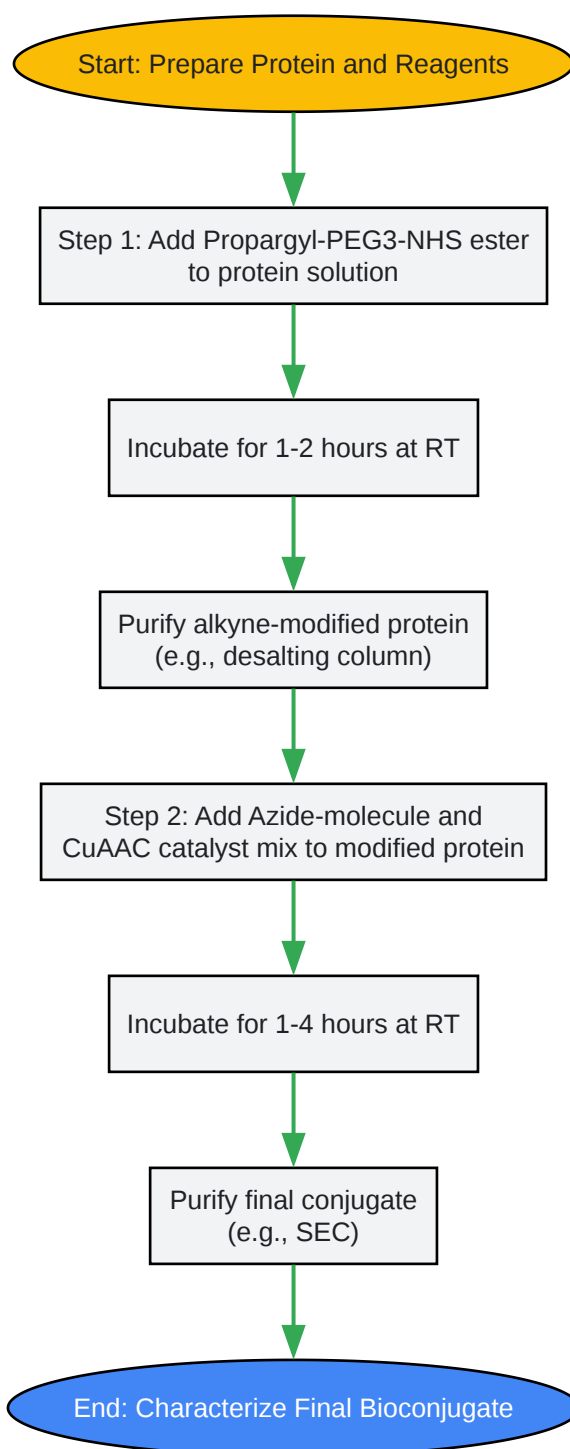 Start: Prepare Protein and Reagents
Step 1: Add Propargyl-PEG3-NHS ester
to protein solution
Incubate for 1-2 hours at RT
Purify alkyne-modified protein
(e.g., desalting column)
Step 2: Add Azide-molecule and
CuAAC catalyst mix to modified protein
Incubate for 1-4 hours at RT
Purify final conjugate
(e.g., SEC)
End: Characterize Final Bioconjugate